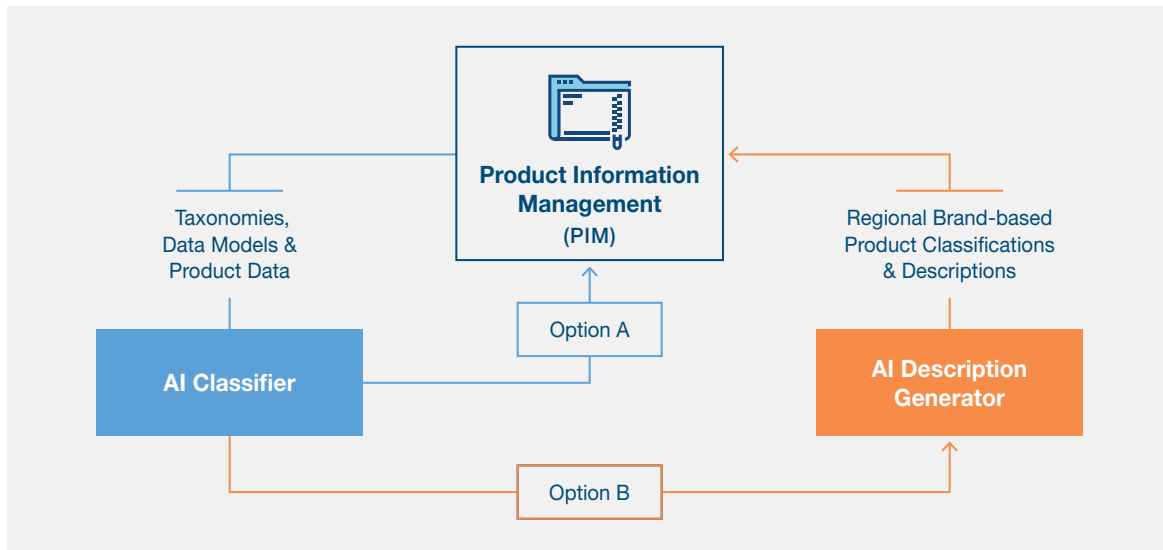 Product Information
Management
(PIM)
Taxonomies,
Data Models &
Product Data
Regional Brand-based
Product Classifications
& Descriptions
Option A
AI Classifier
AI Description
Generator
Option B